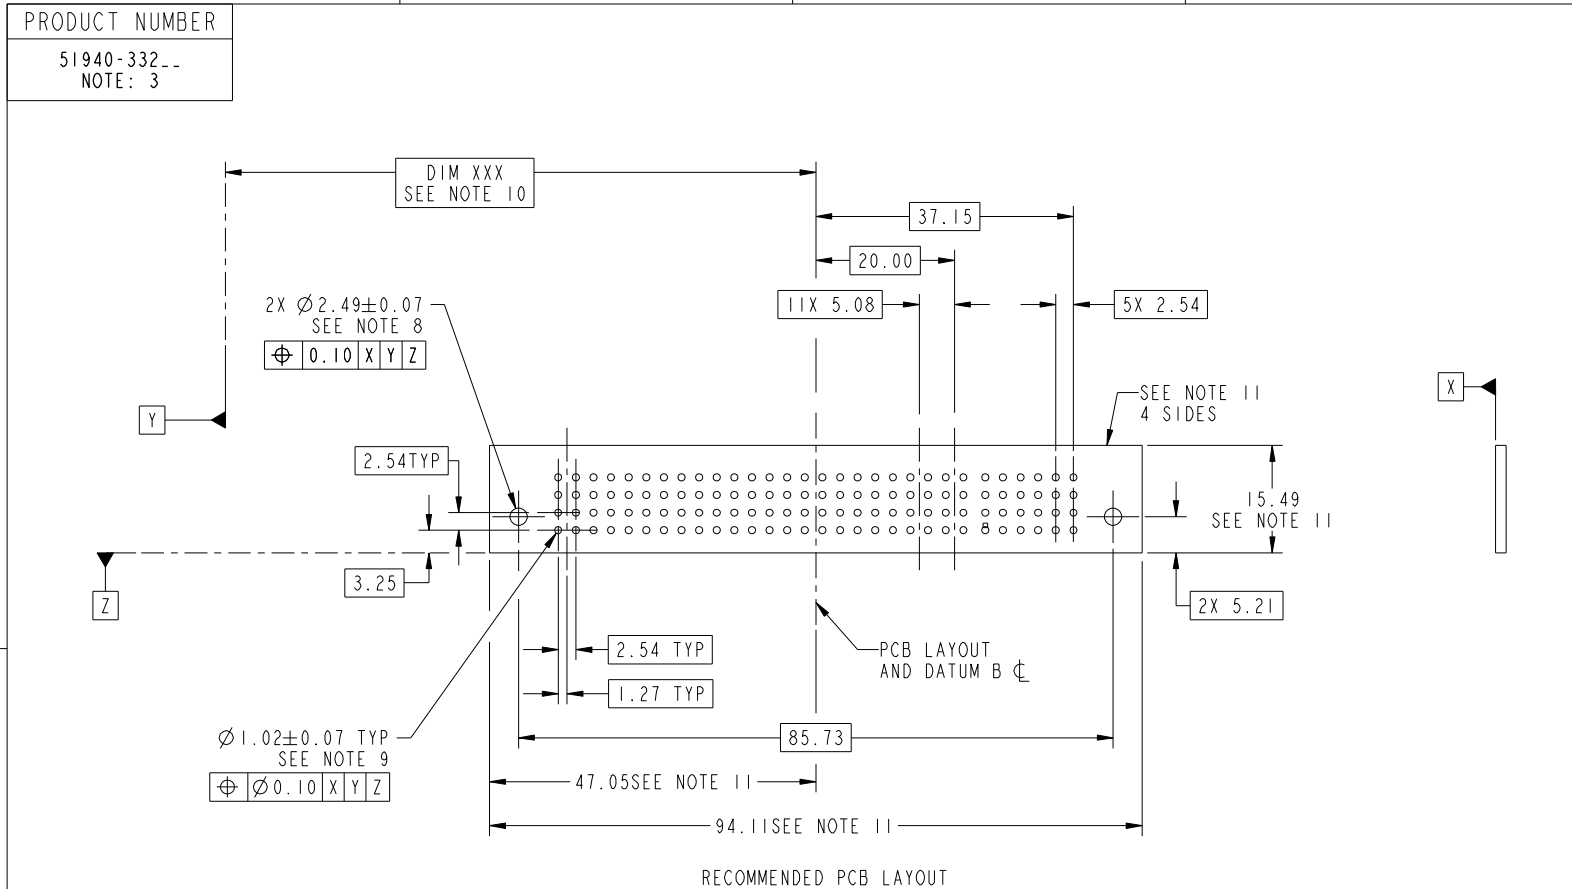 PRODUCT NUMBER
51940-332__
NOTE: 3
DIM XXX
SEE NOTE 10
37.15
20.00
11X 5.08
5X 2.54
2X Ø2.49±0.07
SEE NOTE 8
⌖ 0.10 X Y Z
Y
X
SEE NOTE 11
4 SIDES
2.54TYP
15.49
SEE NOTE 11
B
3.25
Z
2X 5.21
2.54 TYP
PCB LAYOUT
AND DATUM B ℄
1.27 TYP
Ø1.02±0.07 TYP
SEE NOTE 9
⌖ Ø0.10 X Y Z
85.73
47.05SEE NOTE 11
94.11SEE NOTE 11
RECOMMENDED PCB LAYOUT